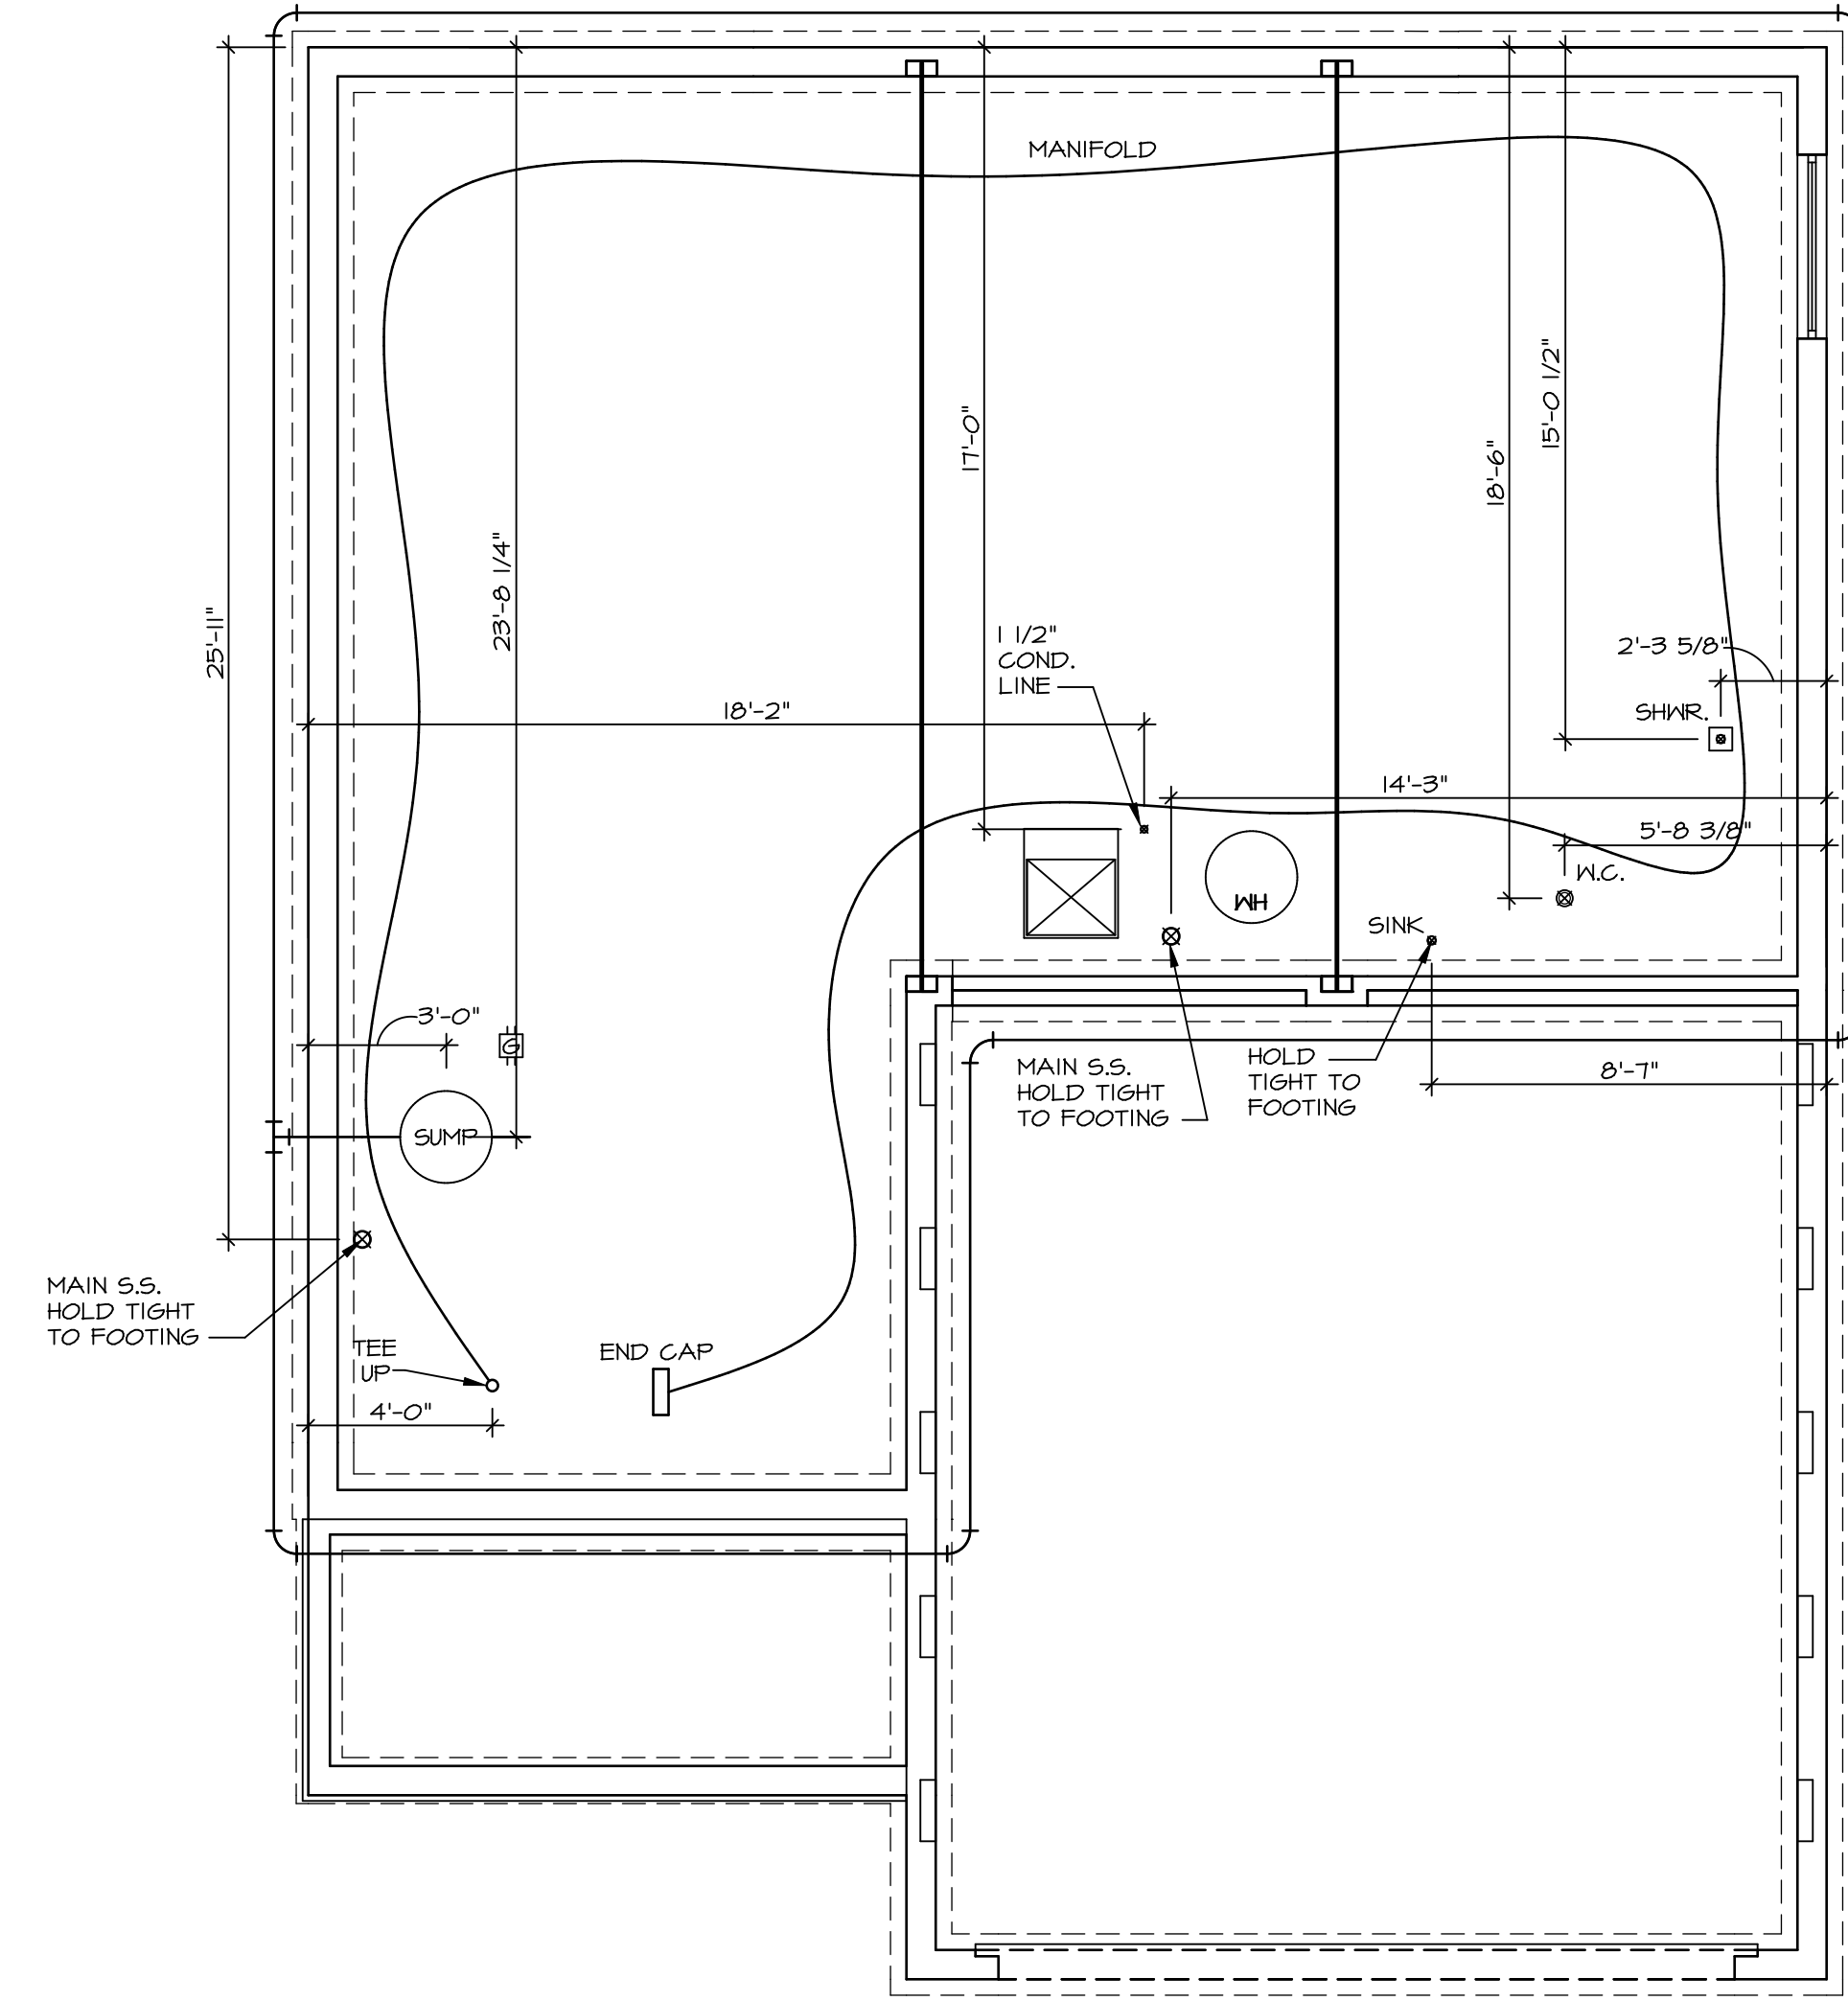 MANIFOLD
25'-11"
23'-8 1/4"
17'-0"
18'-6"
15'-0 1/2"
1 1/2"
COND.
LINE
2'-3 5/8"
SHWR.
18'-2"
14'-3"
5'-8 3/8"
W.C.
WH
SINK
3'-0"
G
SUMP
MAIN S.S.
HOLD TIGHT
TO FOOTING
HOLD
TIGHT TO
FOOTING
8'-7"
MAIN S.S.
HOLD TIGHT
TO FOOTING
TEE
UP
END CAP
4'-0"